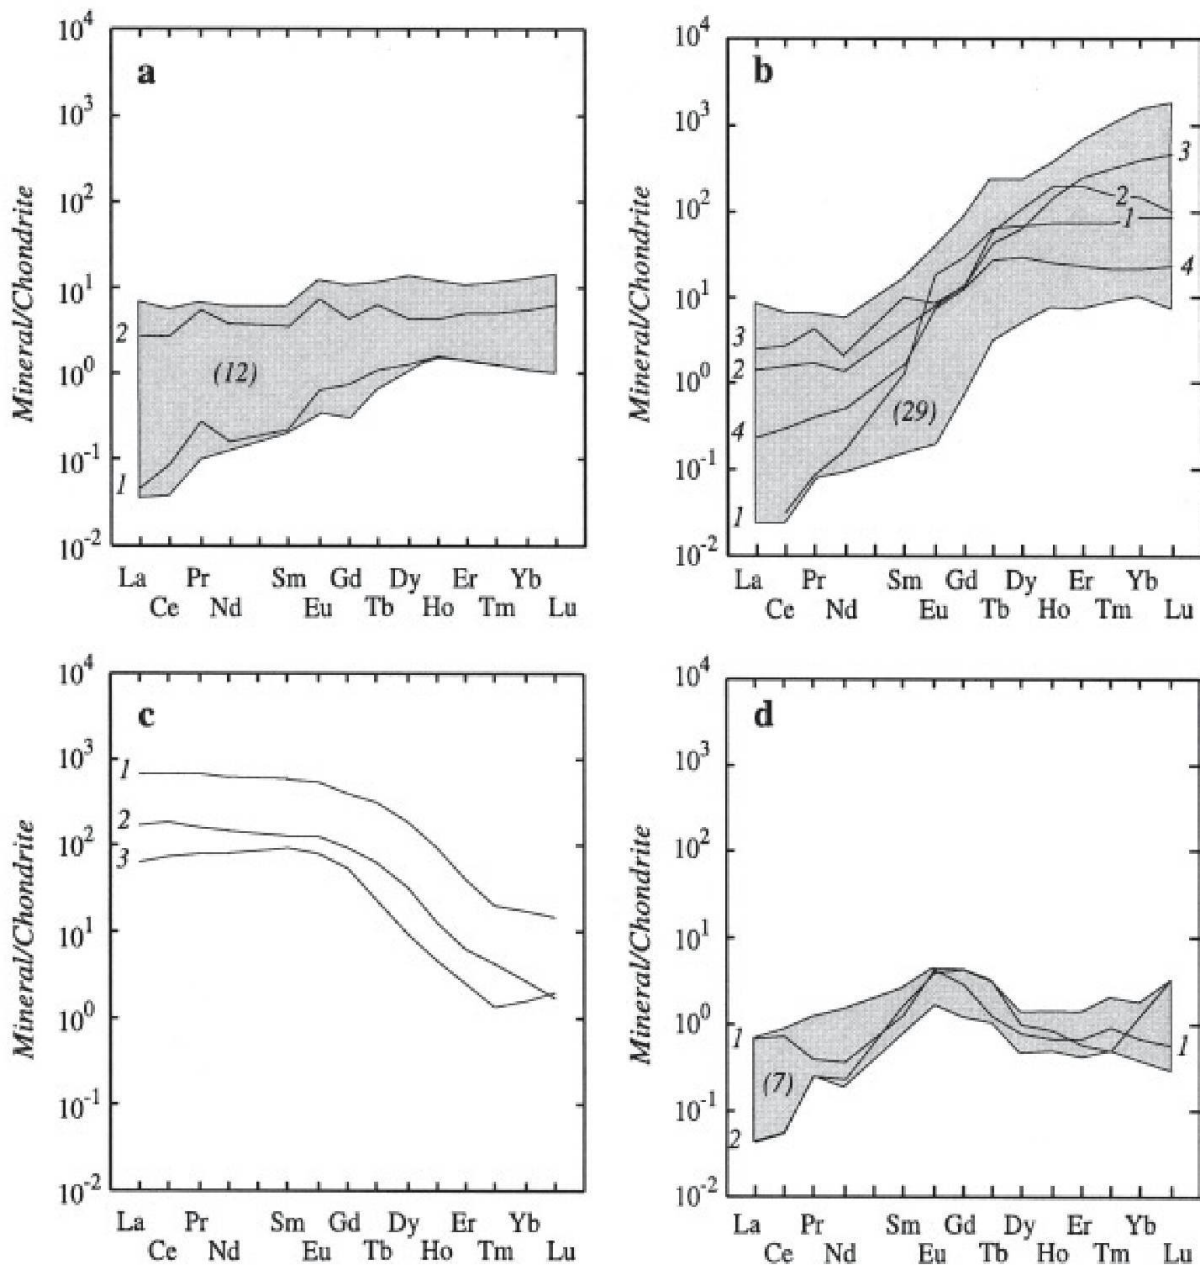 a
10^4
10^3
10^2
10^1
10^0
10^-1
10^-2
Mineral/Chondrite
2
(12)
1
La Pr Sm Gd Dy Er Yb
Ce Nd Eu Tb Ho Tm Lu
b
10^4
10^3
10^2
10^1
10^0
10^-1
10^-2
Mineral/Chondrite
3
2
1
4
3
2
4
(29)
1
La Pr Sm Gd Dy Er Yb
Ce Nd Eu Tb Ho Tm Lu
c
10^4
10^3
10^2
10^1
10^0
10^-1
10^-2
Mineral/Chondrite
1
2
3
La Pr Sm Gd Dy Er Yb
Ce Nd Eu Tb Ho Tm Lu
d
10^4
10^3
10^2
10^1
10^0
10^-1
10^-2
Mineral/Chondrite
1
1
(7)
2
La Pr Sm Gd Dy Er Yb
Ce Nd Eu Tb Ho Tm Lu